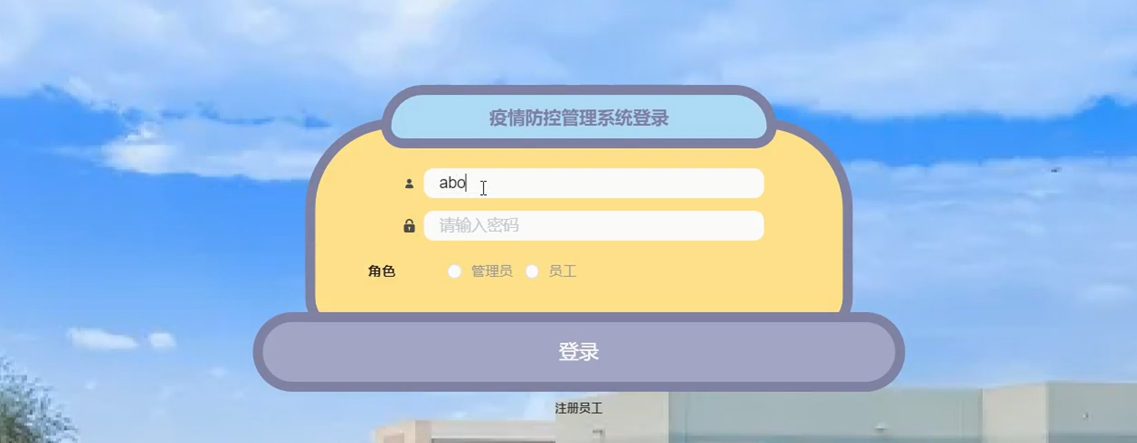 疫情防控管理系统登录
abo
请输入密码
角色 管理员 员工
登录
注册员工